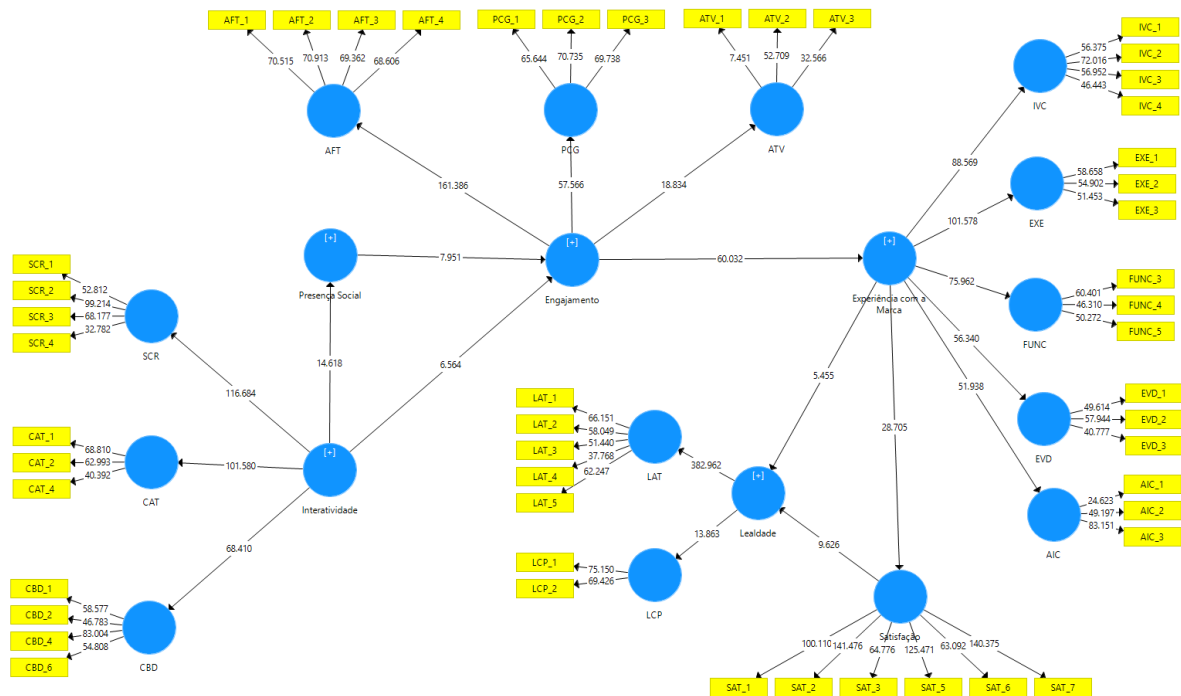 AFT_1
AFT_2
AFT_3
AFT_4
70.515
70.913
69.362
68.606
AFT
PCG_1
PCG_2
PCG_3
65.644
70.735
69.738
PCG
ATV_1
ATV_2
ATV_3
7.451
52.709
32.566
ATV
IVC_1
IVC_2
IVC_3
IVC_4
56.375
72.016
56.952
46.443
IVC
EXE_1
EXE_2
EXE_3
58.658
54.902
51.453
EXE
FUNC_3
FUNC_4
FUNC_5
60.401
46.310
50.272
FUNC
EVD_1
EVD_2
EVD_3
49.614
57.944
40.777
EVD
AIC_1
AIC_2
AIC_3
24.623
49.197
83.151
AIC
161.386
57.566
18.834
88.569
101.578
75.962
56.340
51.938
[+]
Presença Social
7.951
[+]
Engajamento
60.032
[+]
Experiência com a
Marca
SCR_1
SCR_2
SCR_3
SCR_4
52.812
99.214
68.177
32.782
SCR
CAT_1
CAT_2
CAT_4
68.810
62.993
40.392
CAT
CBD_1
CBD_2
CBD_4
CBD_6
58.577
46.783
83.004
54.808
CBD
116.684
101.580
68.410
14.618
6.564
[+]
Interatividade
LAT_1
LAT_2
LAT_3
LAT_4
LAT_5
66.151
58.049
51.440
37.768
62.247
LAT
382.962
5.455
28.705
[+]
Lealdade
13.863
9.626
LCP_1
LCP_2
75.150
69.426
LCP
Satisfação
100.110
141.476
64.776
125.471
63.092
140.375
SAT_1
SAT_2
SAT_3
SAT_5
SAT_6
SAT_7